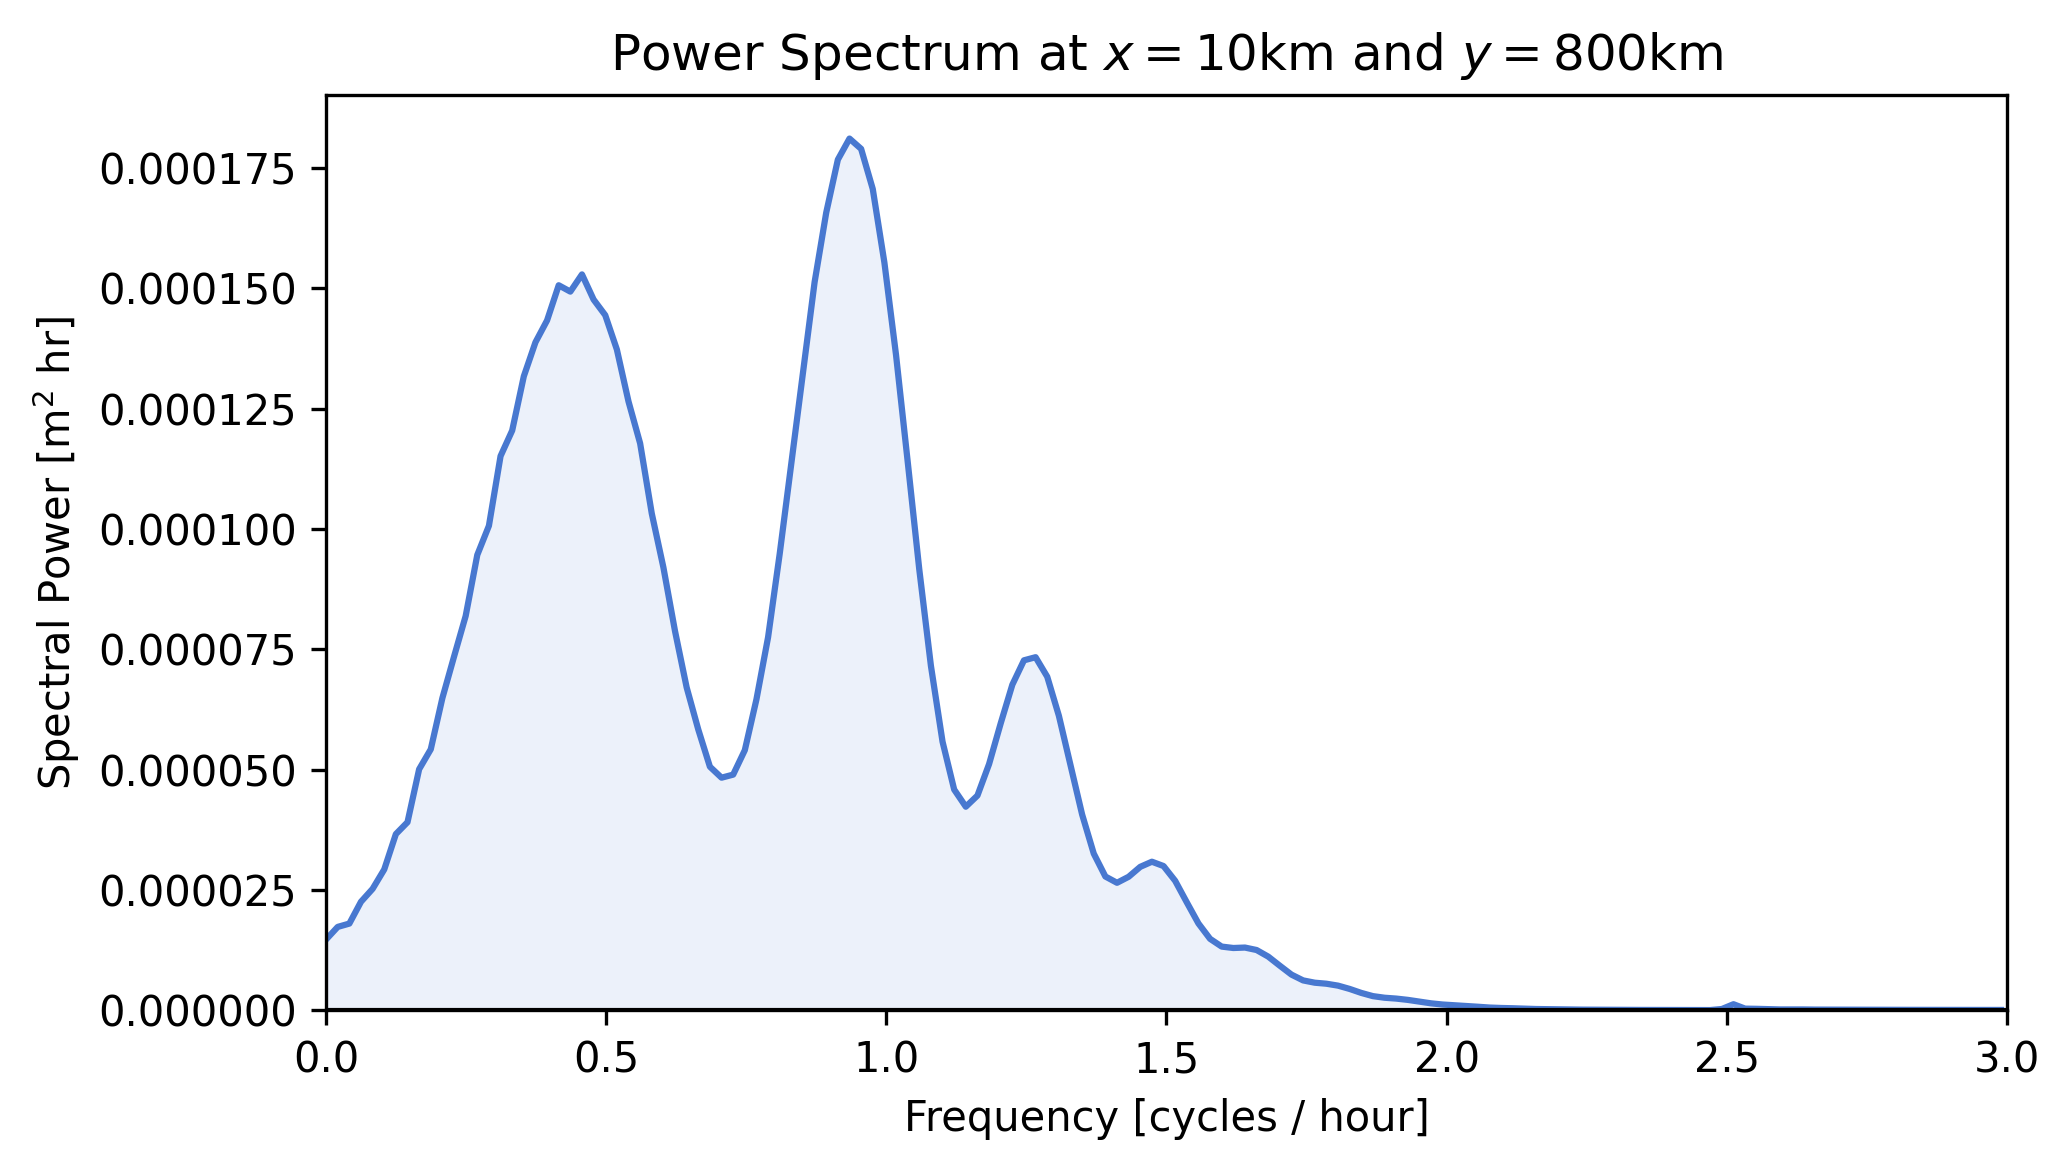 Power Spectrum at x = 10km and y = 800km
Spectral Power [m² hr]
0.000175
0.000150
0.000125
0.000100
0.000075
0.000050
0.000025
0.000000
0.0 0.5 1.0 1.5 2.0 2.5 3.0
Frequency [cycles / hour]